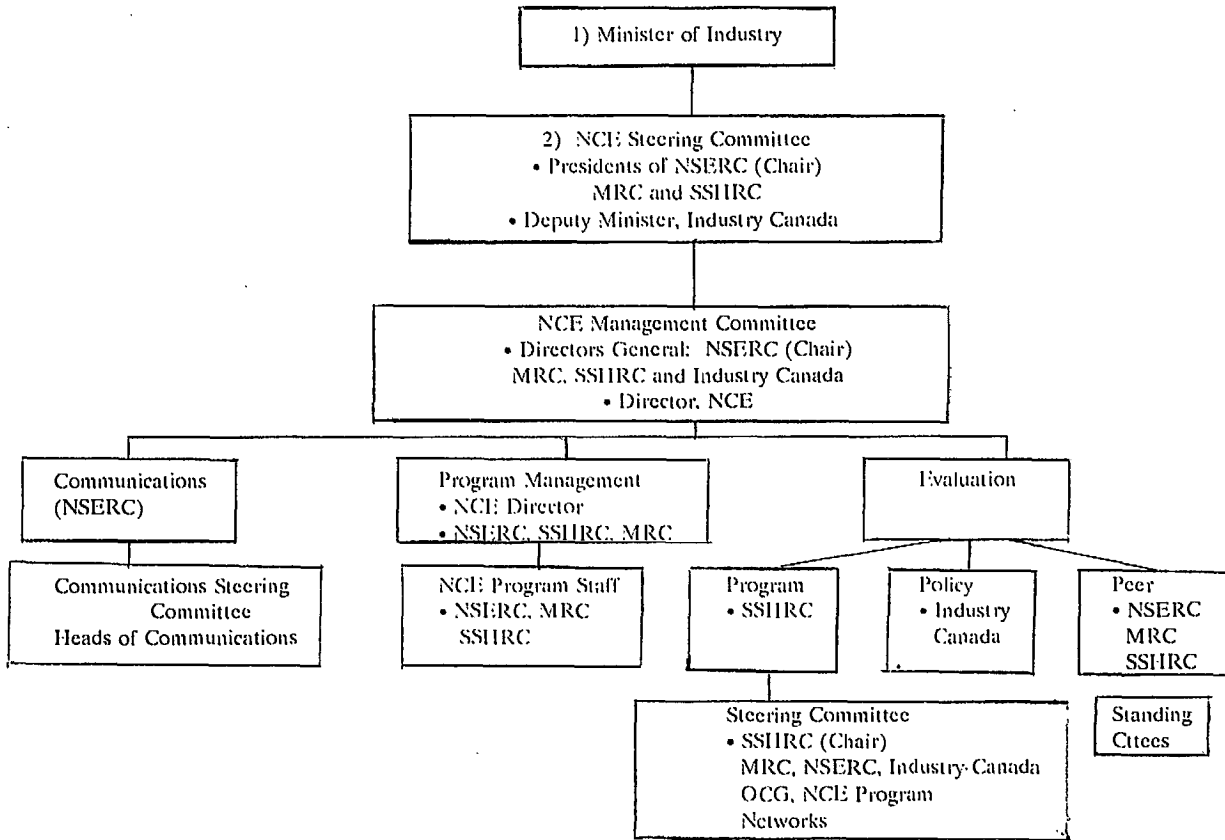 1) Minister of Industry
2) NCE Steering Committee
• Presidents of NSERC (Chair)
MRC and SSHRC
• Deputy Minister, Industry Canada
NCE Management Committee
• Directors General: NSERC (Chair)
MRC, SSHRC and Industry Canada
• Director, NCE
Communications
(NSERC)
Program Management
• NCE Director
• NSERC, SSHRC, MRC
Evaluation
Communications Steering
Committee
Heads of Communications
NCE Program Staff
• NSERC, MRC
SSHRC
Program
• SSHRC
Policy
• Industry
Canada
Peer
• NSERC
MRC
SSHRC
Steering Committee
• SSHRC (Chair)
MRC, NSERC, Industry Canada
OCG, NCE Program
Networks
Standing
Cttees